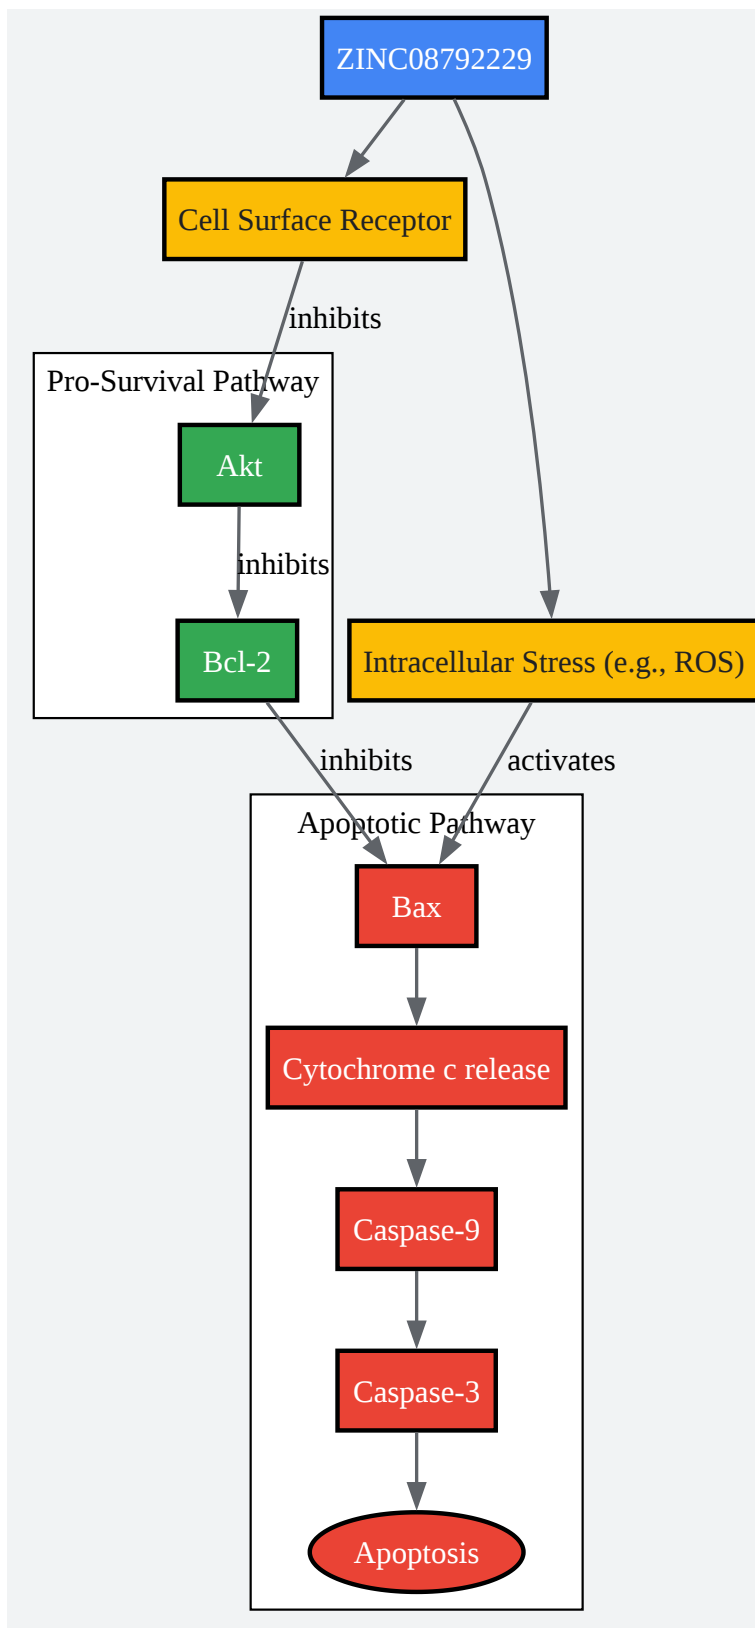 ZINC08792229
Cell Surface Receptor
inhibits
Pro-Survival Pathway
Akt
inhibits
Bcl-2
Intracellular Stress (e.g., ROS)
inhibits
activates
Apoptotic Pathway
Bax
Cytochrome c release
Caspase-9
Caspase-3
Apoptosis